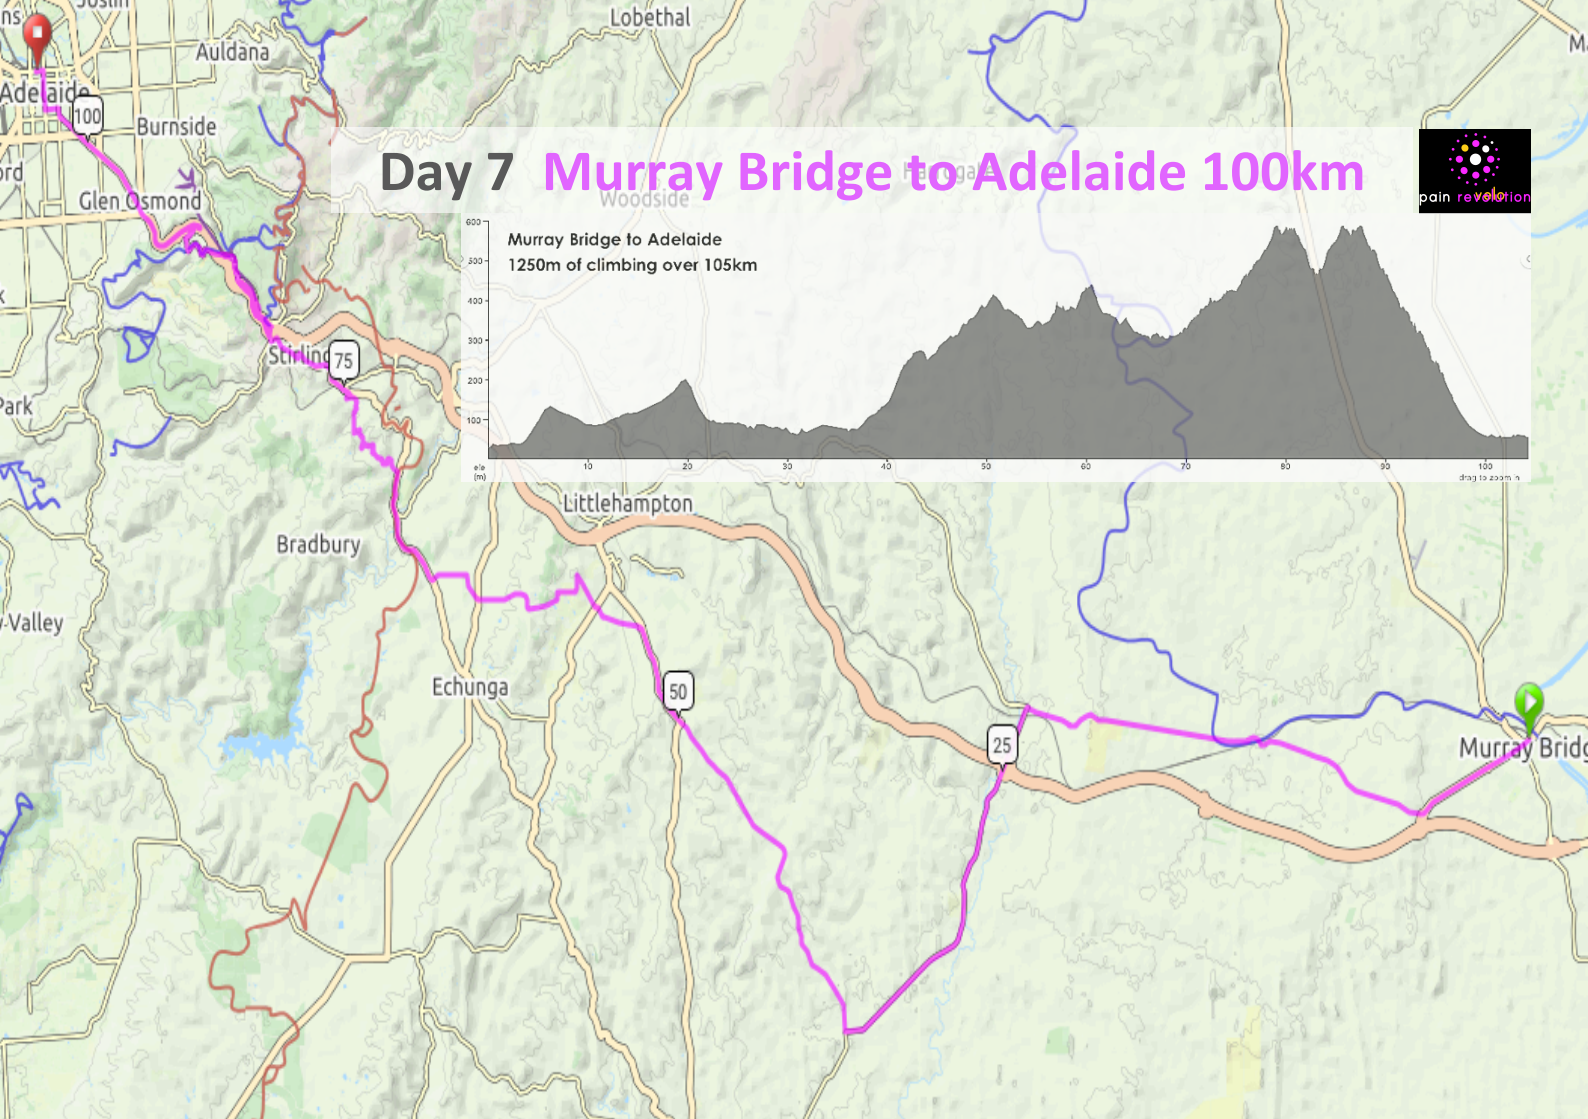 Lobethal
Auldana
Adelaide
100
Burnside
Day 7 Murray Bridge to Adelaide 100km
pain revolution
velo
Glen Osmond
Woodside
Murray Bridge to Adelaide
1250m of climbing over 105km
600
500
400
300
200
100
ele
(m)
10
20
30
40
50
60
70
80
90
100
drag to zoom
Stirling
75
Park
Littlehampton
Bradbury
Valley
Echunga
50
25
Murray Bridg